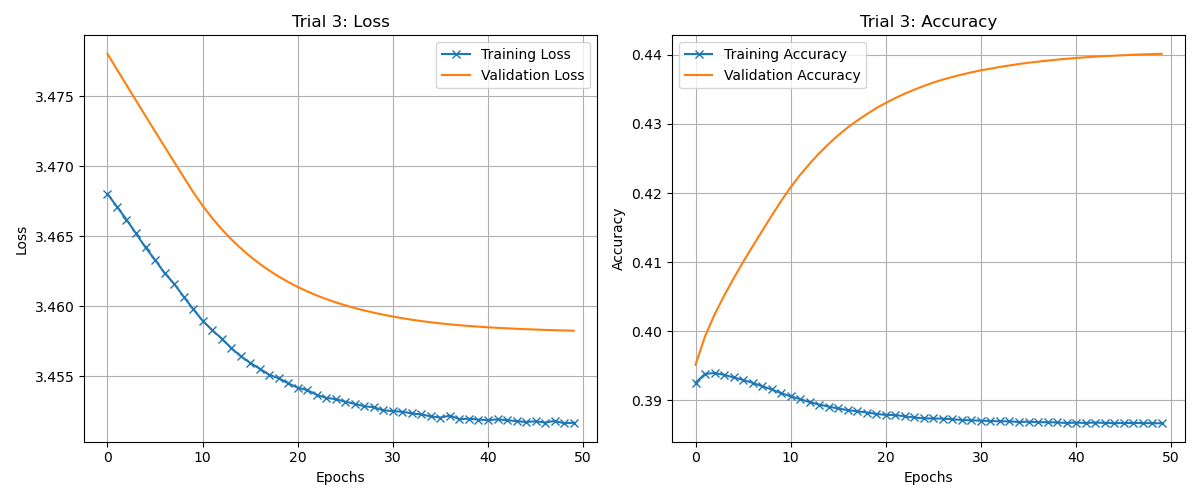 Trial 3: Loss
Training Loss
Validation Loss
3.475
3.470
3.465
3.460
3.455
Loss
0 10 20 30 40 50
Epochs
Trial 3: Accuracy
Training Accuracy
Validation Accuracy
0.44
0.43
0.42
0.41
0.40
0.39
Accuracy
0 10 20 30 40 50
Epochs